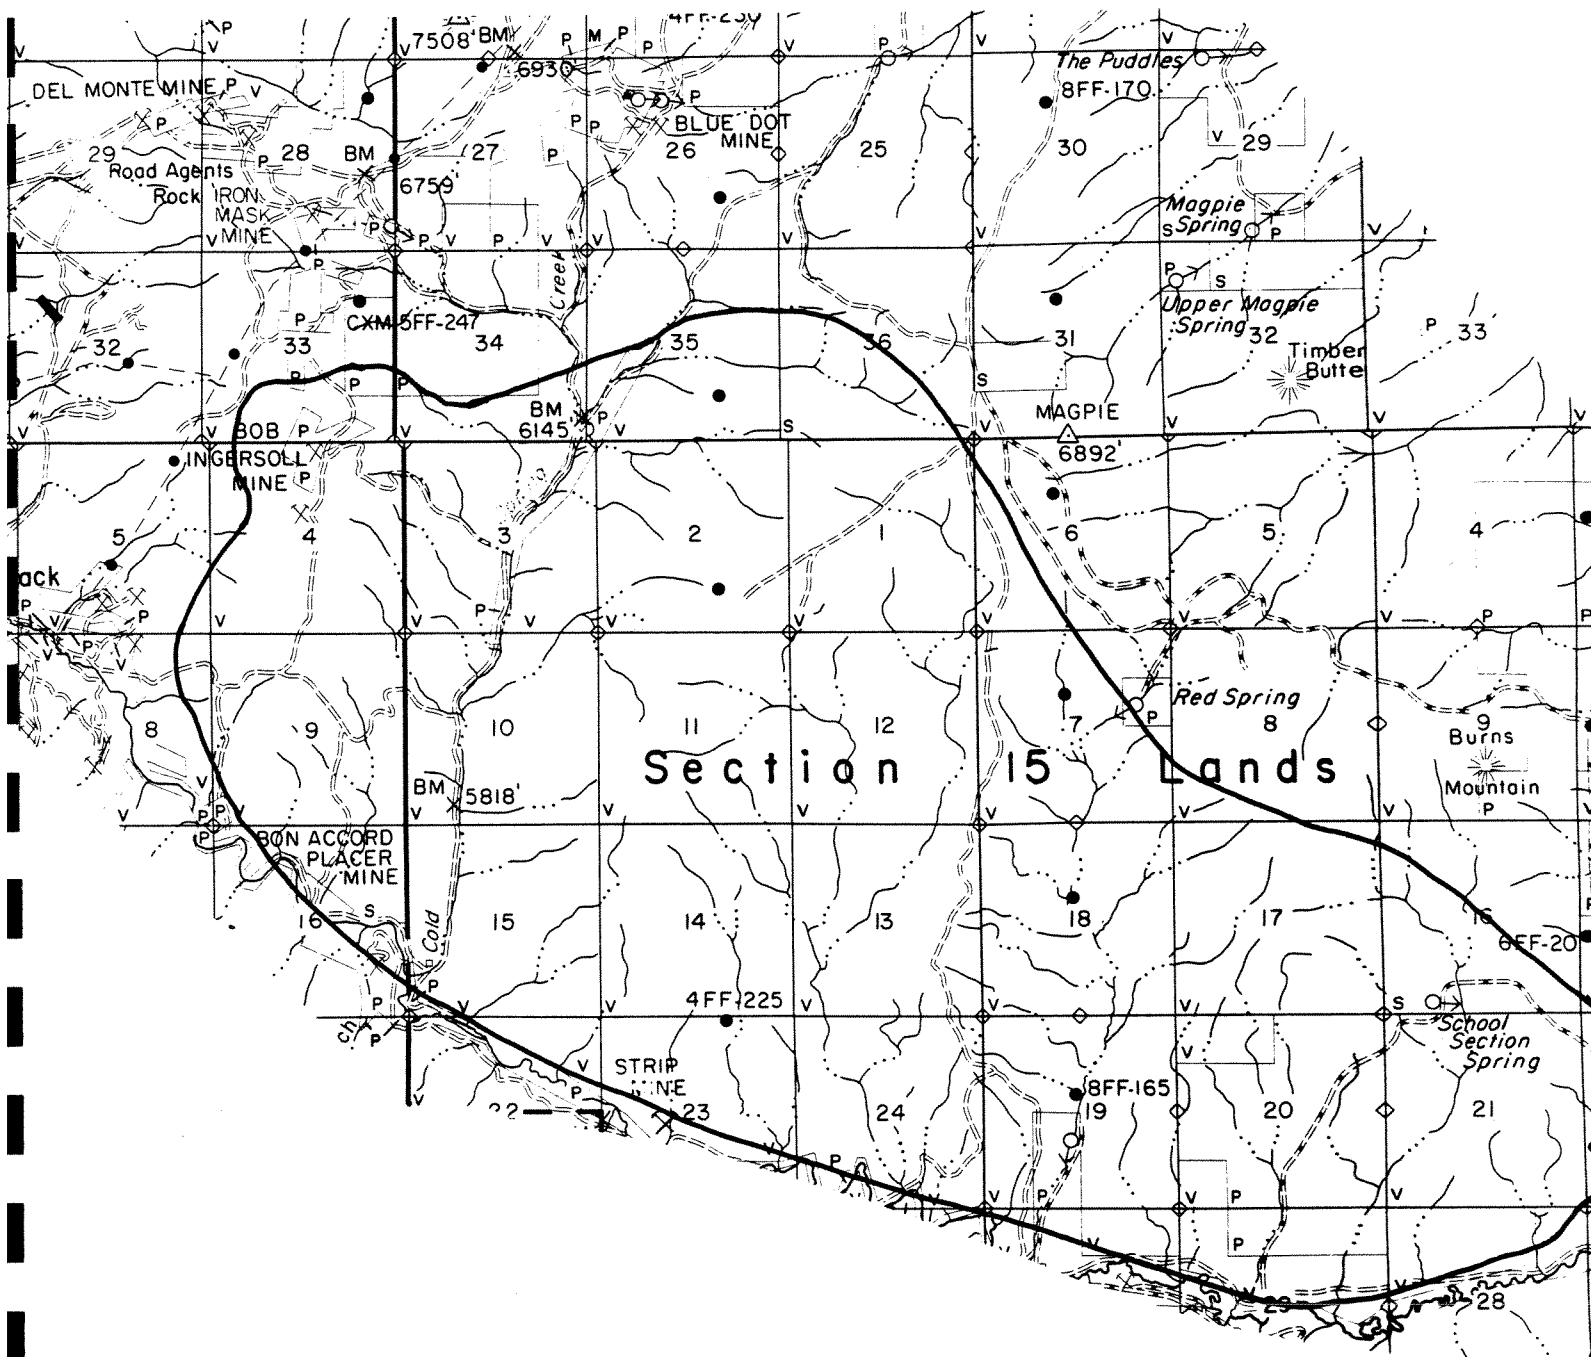 P
V
7508' BM
P
M
P
P
V
P
V
V
6930'
The Puddles
DEL MONTE MINE
P
V
P
8FF-170
BLUE DOT
MINE
P
P
P
V
29
28
BM
27
P
26
25
30
29
P
Road Agents
Rock
6759'
IRON
MASK
MINE
Magpie
Spring
S
P
P
P
V
P
V
V
V
V
V
P
Creek
P
S
CXM-5FF-247
Upper Magpie
Spring
P
32
33
34
35
36
31
32
33
Timber
Butte
P
P
P
S
BM
6145'
P
MAGPIE
6892'
V
BOB
INGERSOLL
MINE
P
P
V
V
S
V
V
V
V
5
4
3
2
1
6
5
4
ack
P
P
P
V
P
V
V
V
V
V
V
V
V
P
P
P
Red Spring
P
8
9
10
11
12
7
8
9
Burns
Mountain
P
Section 15 Lands
V
BM
5818'
V
P
P
P
V
V
V
V
V
V
V
BON ACCORD
PLACER
MINE
S
Cold
16
15
14
13
18
17
16
6FF-20
P
P
P
V
V
4FF-225
V
V
V
S
School
Section
Spring
ch
P
V
STRIP
V
P
8FF-165
V
22
23
24
19
20
21
V
P
V
V
P
V
P
V
P
V
V
V
28